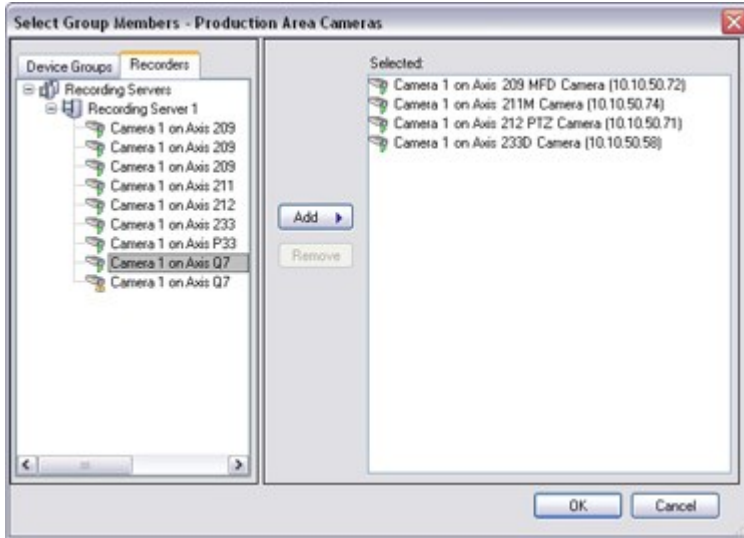 Select Group Members - Production Area Cameras
Device Groups
Recorders
Recording Servers
Recording Server 1
Camera 1 on Axis 209
Camera 1 on Axis 209
Camera 1 on Axis 209
Camera 1 on Axis 211
Camera 1 on Axis 212
Camera 1 on Axis 233
Camera 1 on Axis P33
Camera 1 on Axis Q7
Camera 1 on Axis Q7
Add
Remove
Selected:
Camera 1 on Axis 209 MFD Camera (10.10.50.72)
Camera 1 on Axis 211M Camera (10.10.50.74)
Camera 1 on Axis 212 PTZ Camera (10.10.50.71)
Camera 1 on Axis 233D Camera (10.10.50.58)
OK
Cancel